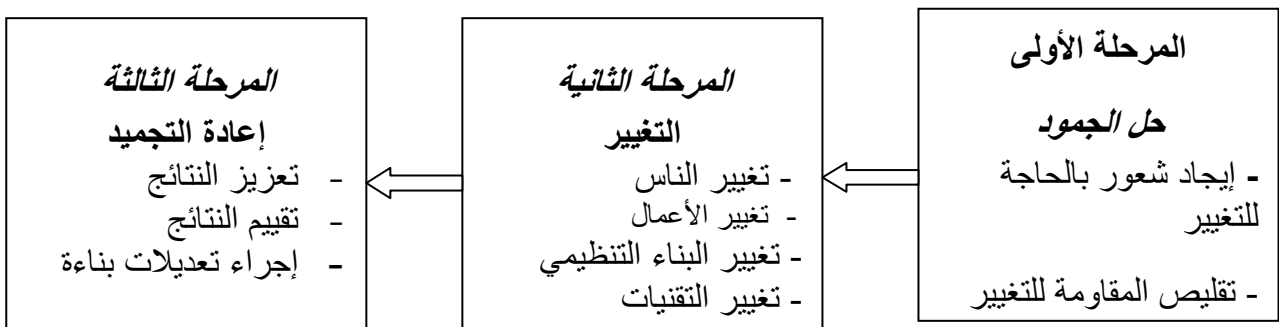 المرحلة الأولى
حل الجمود
- إيجاد شعور بالحاجة
للتغيير
- تقليص المقاومة للتغيير
المرحلة الثانية
التغيير
- تغيير الناس
- تغيير الأعمال
- تغيير البناء التنظيمي
- تغيير التقنيات
المرحلة الثالثة
إعادة التجميد
- تعزيز النتائج
- تقييم النتائج
- إجراء تعديلات بناءة